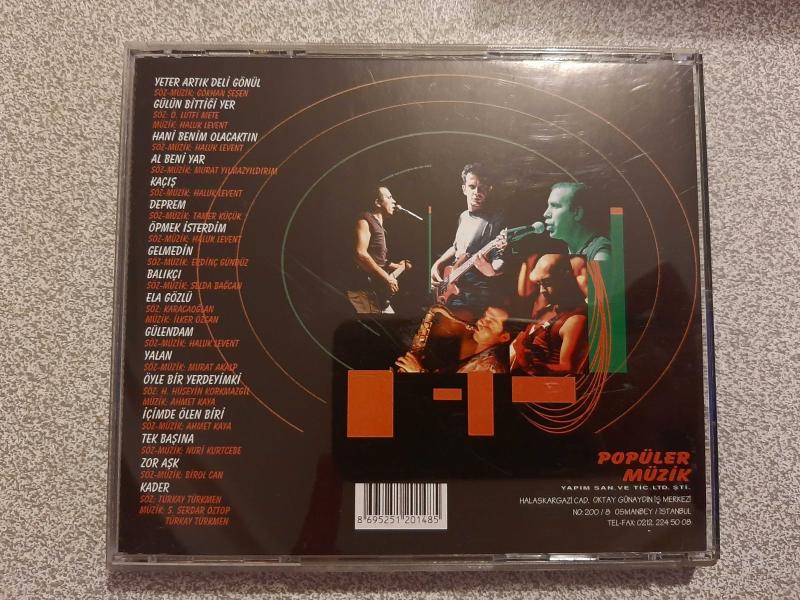 YETER ARTIK DELİ GÖNÜL
SÖZ-MÜZİK: GÖKHAN ŞEŞEN
GÜLÜN BİTTİĞİ YER
SÖZ: O. LUTFİ METE
MÜZİK: HALUK LEVENT
HANİ BENİM OLACAKTIN
SÖZ-MÜZİK: HALUK LEVENT
AL BENİ YAR
SÖZ-MÜZİK: MURAT YILMAZYILDIRIM
KAÇIŞ
SÖZ-MÜZİK: HALUK LEVENT
DEPREM
SÖZ-MÜZİK: TAMER KÜÇÜK
ÖPMEK İSTERDİM
SÖZ-MÜZİK: HALUK LEVENT
GELMEDİN
SÖZ-MÜZİK: ERDİNÇ GÜNDÜZ
BALIKÇI
SÖZ-MÜZİK: SELDA BAĞCAN
ELA GÖZLÜ
SÖZ: KARACAOĞLAN
MÜZİK: İLKER ÖZCAN
GÜLENDAM
SÖZ-MÜZİK: HALUK LEVENT
YALAN
SÖZ-MÜZİK: MURAT AKALP
ÖYLE BİR YERDEYİMKİ
SÖZ: H. HUSEYİN KORKMAZGİL
MÜZİK: AHMET KAYA
İÇİMDE ÖLEN BİRİ
SÖZ-MÜZİK: AHMET KAYA
TEK BAŞINA
SÖZ-MÜZİK: NURİ KURTCEBE
ZOR AŞK
SÖZ-MÜZİK: BİROL CAN
KADER
SÖZ: TURKAY TÜRKMEN
MÜZİK: S. SERDAR ÖZTOP
TURKAY TÜRKMEN
8 695251 201485
POPÜLER
MÜZİK
YAPIM SAN.VE TİC.LTD. ŞTİ.
HALASKARGAZİ CAD. OKTAY GÜNAYDIN İŞ MERKEZİ
NO: 200 / 8 OSMANBEY / İSTANBUL
TEL-FAX: 0212. 224 50 08